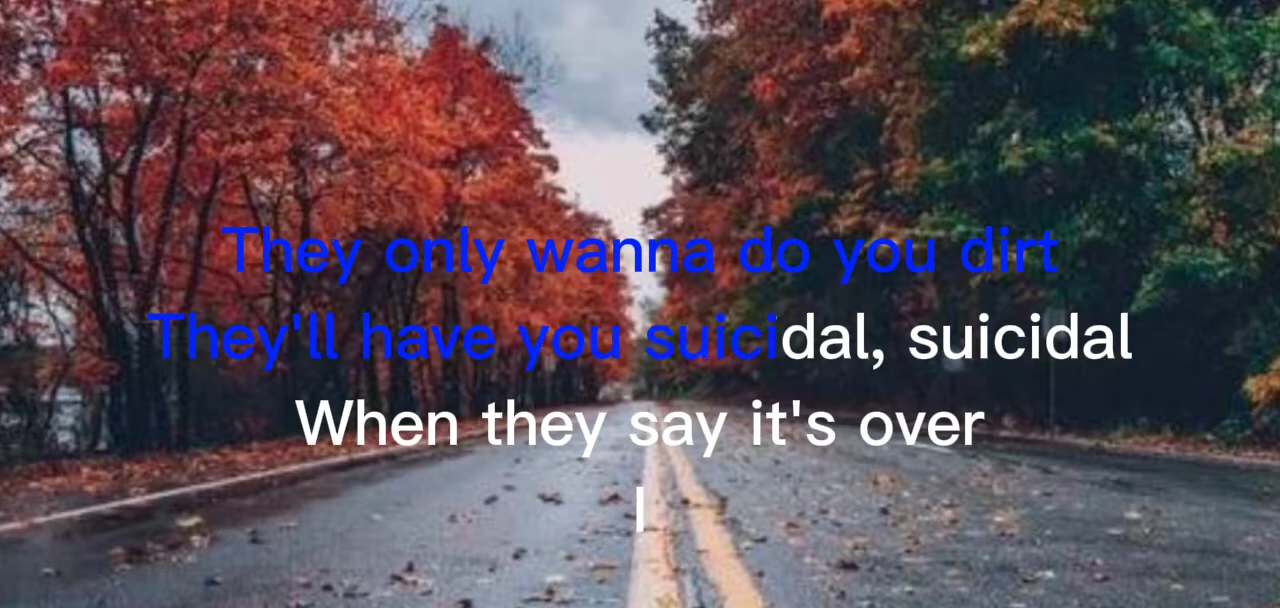 They only wanna do you dirt
They'll have you suicidal, suicidal
When they say it's over
I